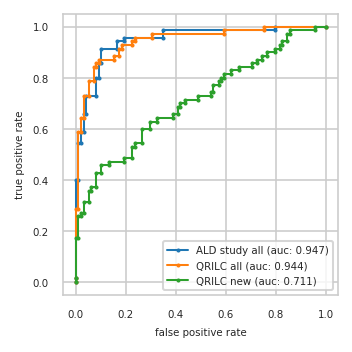 1.0
0.8
0.6
0.4
0.2
0.0
true positive rate
ALD study all (auc: 0.947)
QRILC all (auc: 0.944)
QRILC new (auc: 0.711)
0.0 0.2 0.4 0.6 0.8 1.0
false positive rate